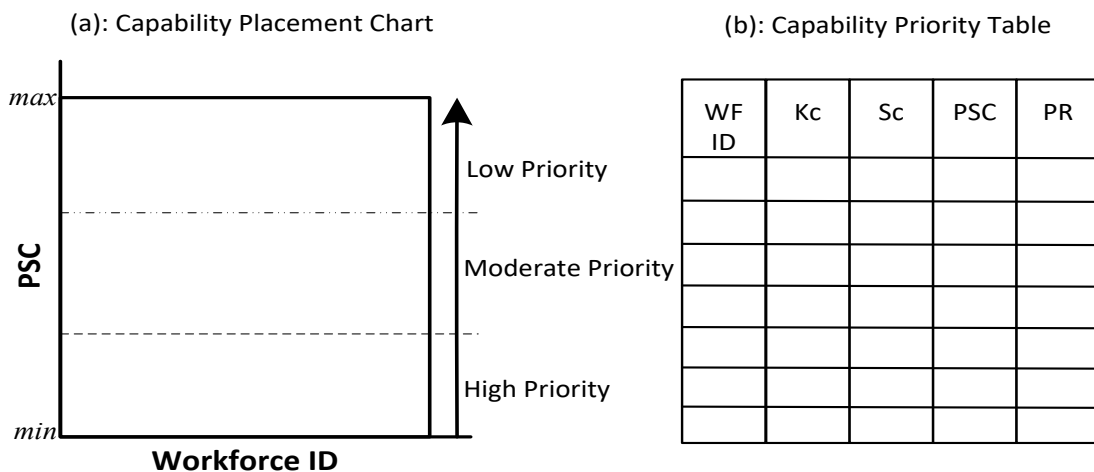 (a): Capability Placement Chart
max
Low Priority
Moderate Priority
PSC
High Priority
min
Workforce ID
(b): Capability Priority Table
WF ID Kc Sc PSC PR